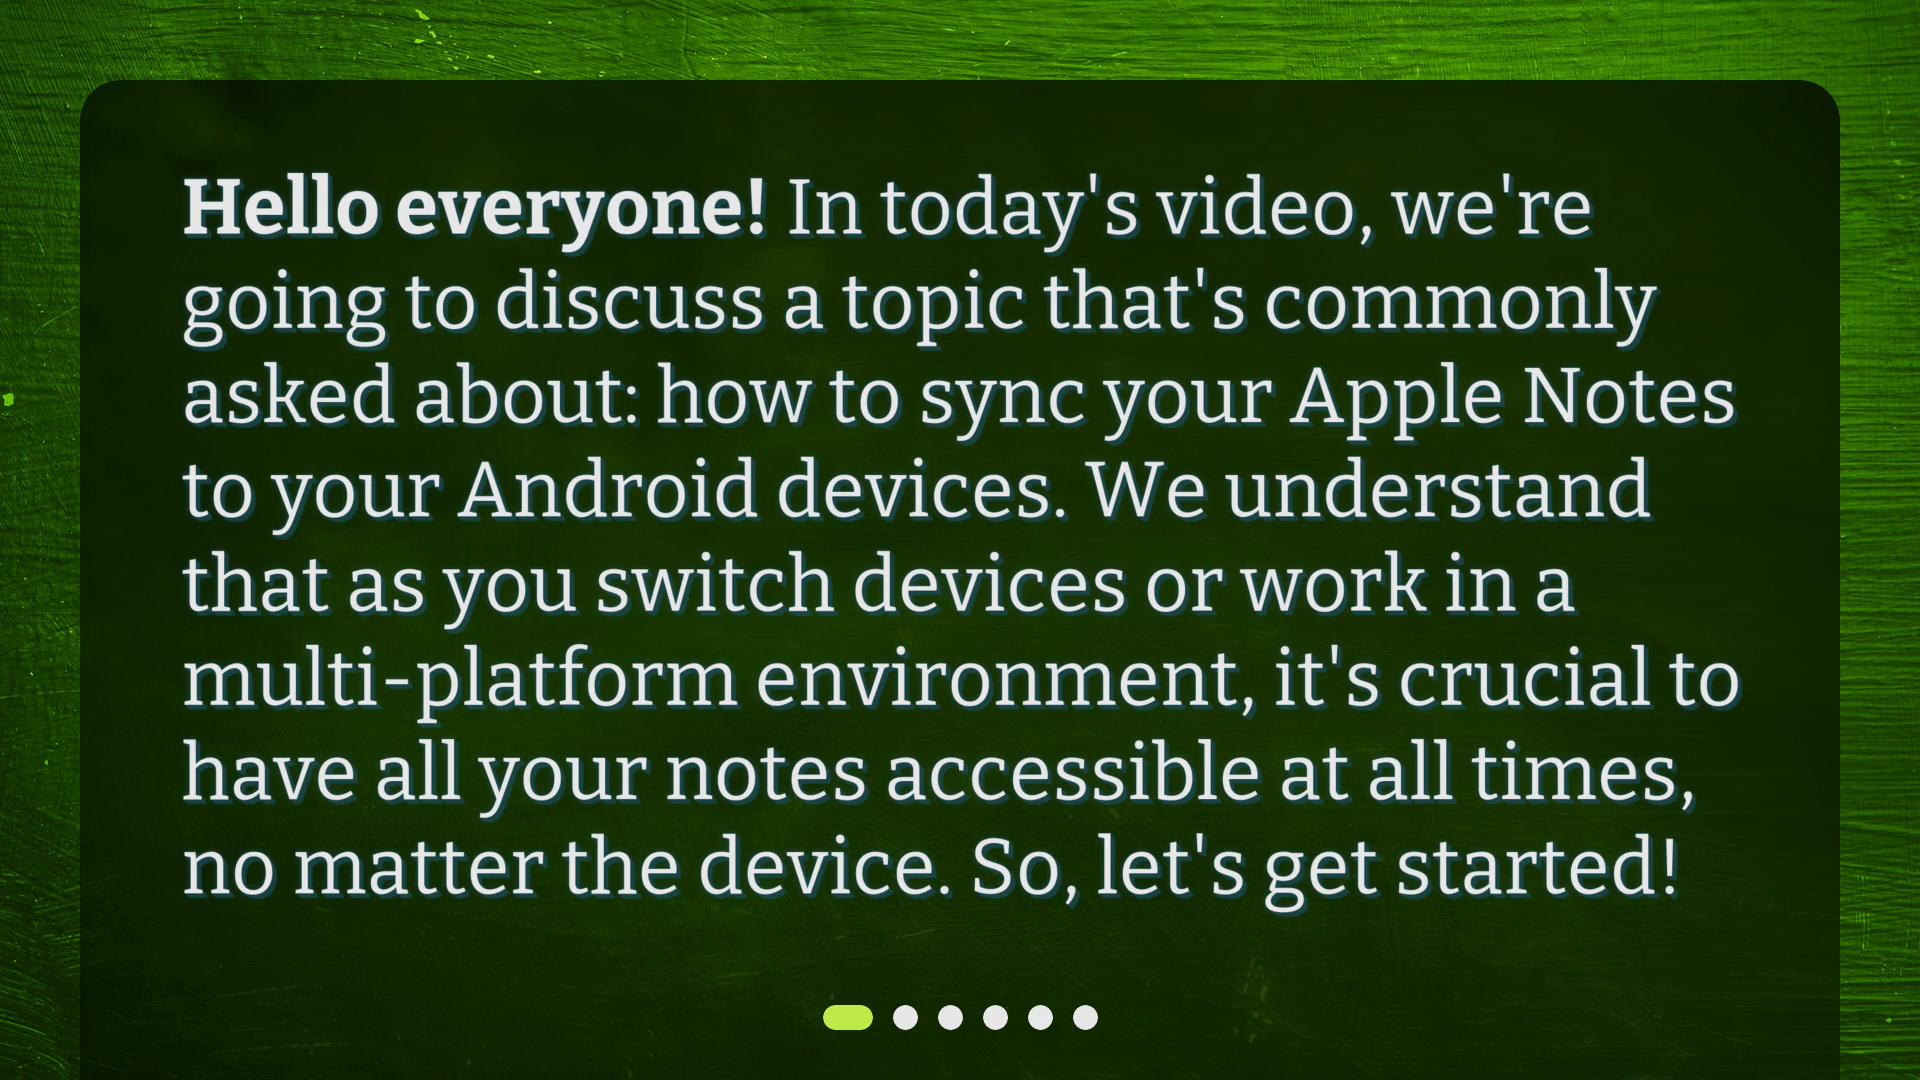 Hello everyone! In today's video, we're
going to discuss a topic that's commonly
asked about: how to sync your Apple Notes
to your Android devices. We understand
that as you switch devices or work in a
multi-platform environment, it's crucial to
have all your notes accessible at all times,
no matter the device. So, let's get started!